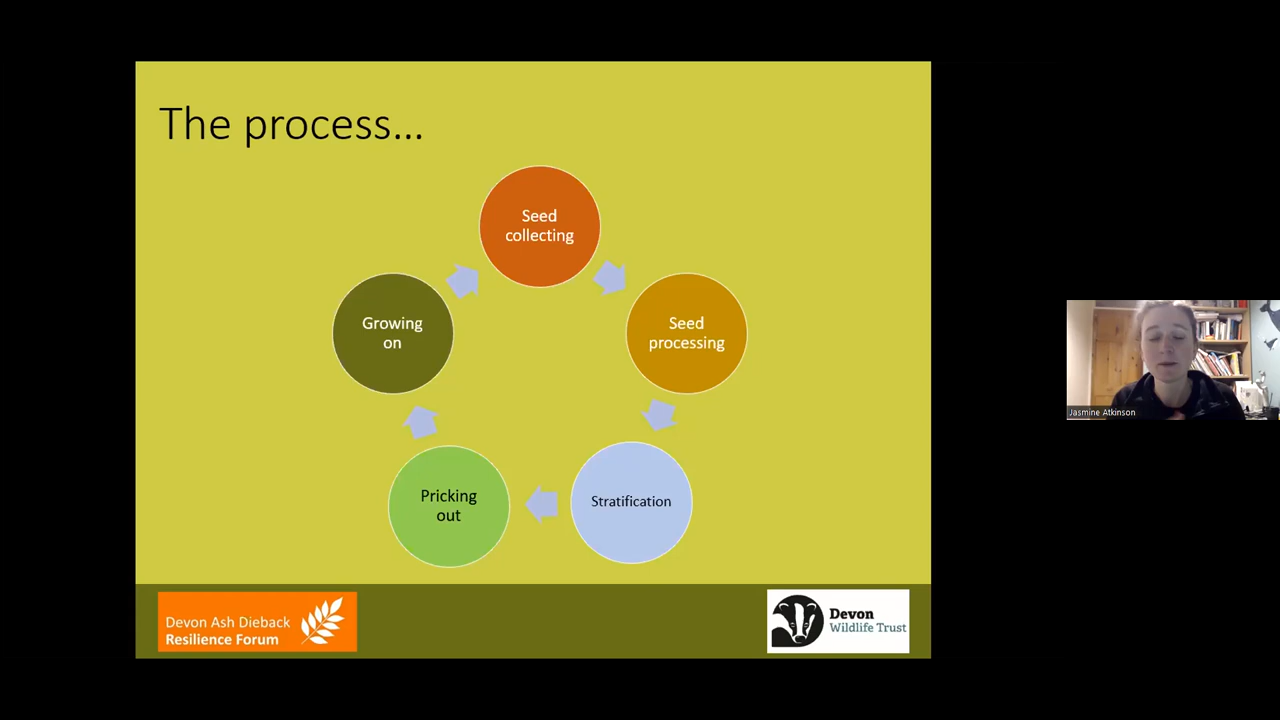 The process...
Seed
collecting
Seed
processing
Stratification
Pricking
out
Growing
on
Devon Ash Dieback
Resilience Forum
Devon
Wildlife Trust
Jasmine Atkinson